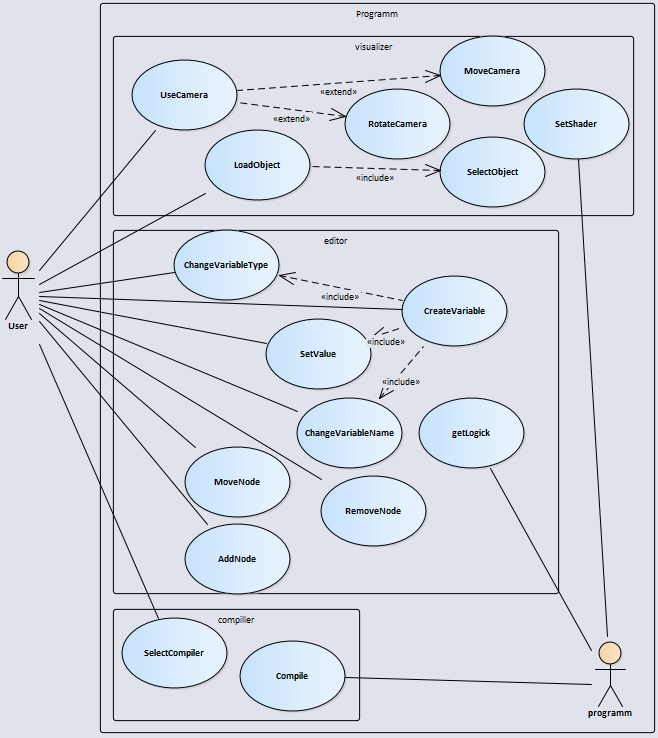 Programm
visualizer
UseCamera
MoveCamera
«extend»
«extend»
RotateCamera
SetShader
LoadObject
SelectObject
«include»
editor
ChangeVariableType
«include»
CreateVariable
User
SetValue
«include»
«include»
ChangeVariableName
getLogick
MoveNode
RemoveNode
AddNode
compiller
SelectCompiler
Compile
programm